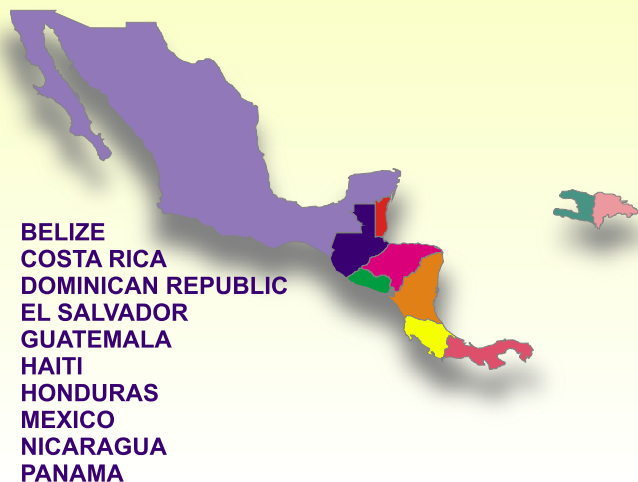 BELIZE
COSTA RICA
DOMINICAN REPUBLIC
EL SALVADOR
GUATEMALA
HAITI
HONDURAS
MEXICO
NICARAGUA
PANAMA